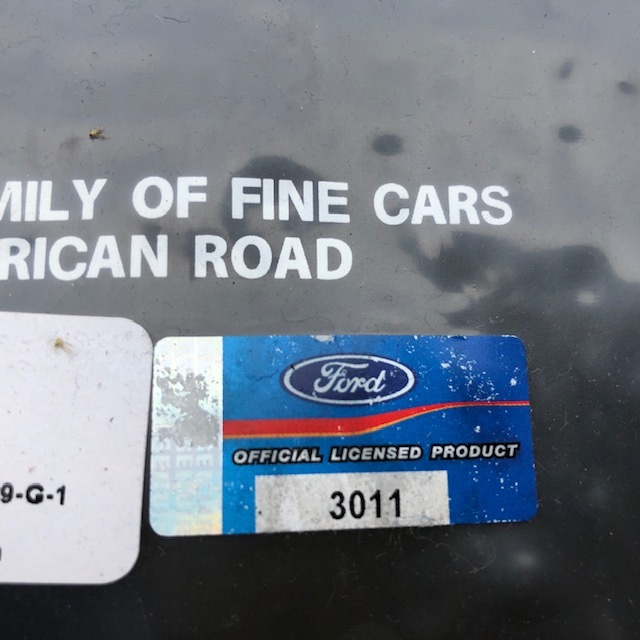 MILY OF FINE CARS
RICAN ROAD
Ford
OFFICIAL LICENSED PRODUCT
9-G-1
3011